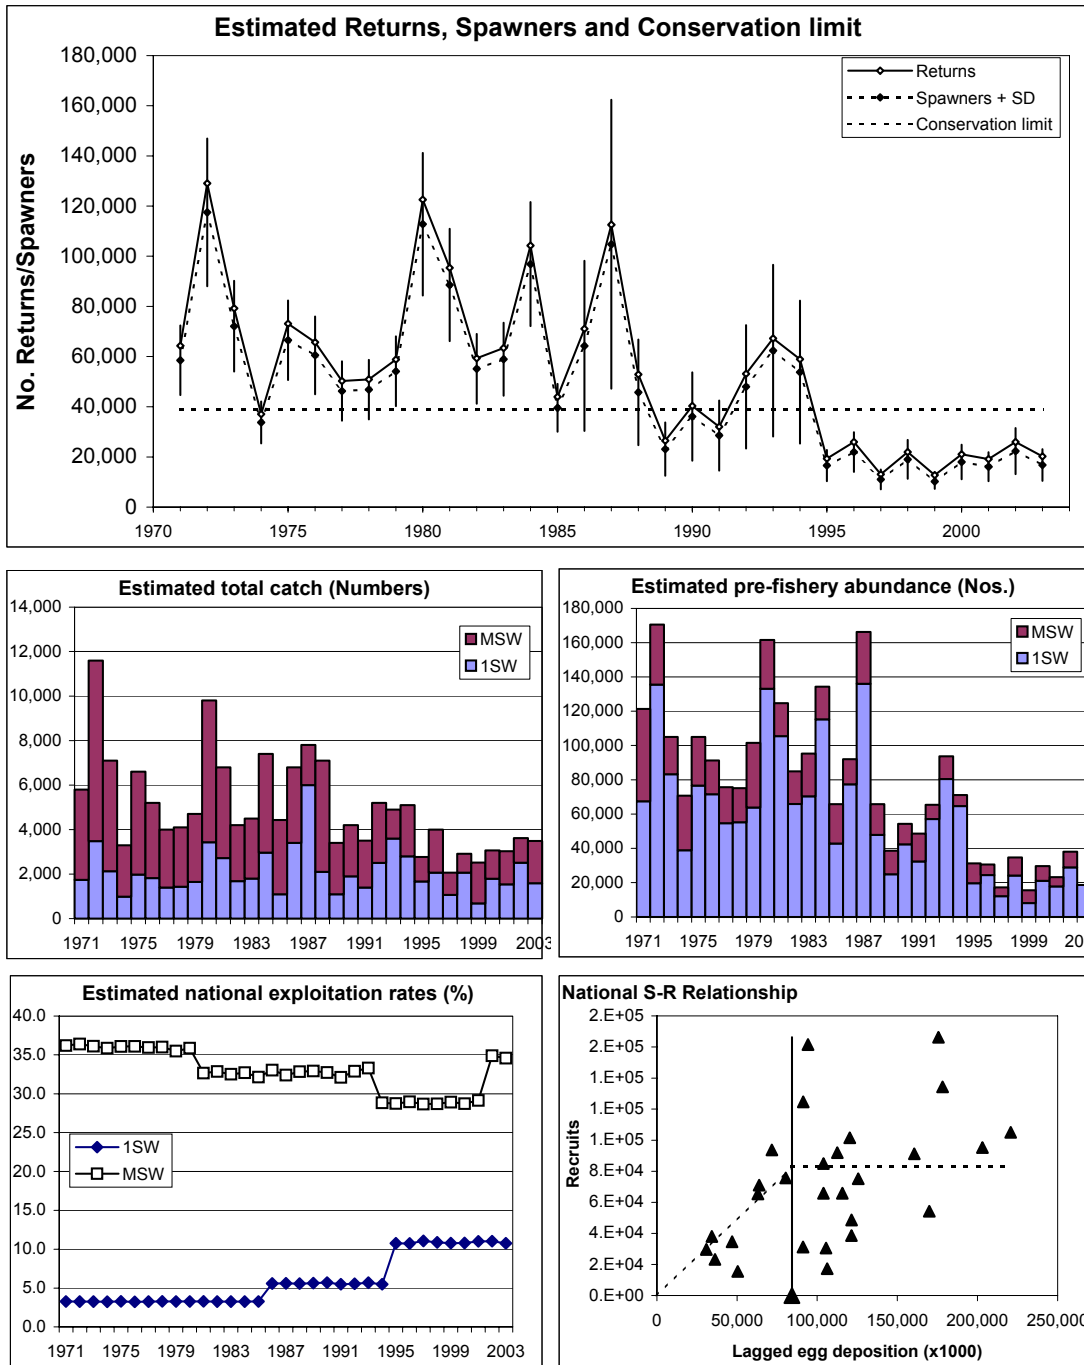 Estimated Returns, Spawners and Conservation limit
No. Returns/Spawners
180,000
160,000
140,000
120,000
100,000
80,000
60,000
40,000
20,000
0
1970 1975 1980 1985 1990 1995 2000
Returns
Spawners + SD
Conservation limit
Estimated total catch (Numbers)
14,000
12,000
10,000
8,000
6,000
4,000
2,000
0
MSW
1SW
1971 1975 1979 1983 1987 1991 1995 1999 2003
Estimated pre-fishery abundance (Nos.)
180,000
160,000
140,000
120,000
100,000
80,000
60,000
40,000
20,000
0
MSW
1SW
1971 1975 1979 1983 1987 1991 1995 1999 2
Estimated national exploitation rates (%)
40.0
35.0
30.0
25.0
20.0
15.0
10.0
5.0
0.0
1SW
MSW
1971 1975 1979 1983 1987 1991 1995 1999 2003
National S-R Relationship
Recruits
2.E+05
2.E+05
1.E+05
1.E+05
1.E+05
8.E+04
6.E+04
4.E+04
2.E+04
0.E+00
0 50,000 100,000 150,000 200,000 250,000
Lagged egg deposition (x1000)